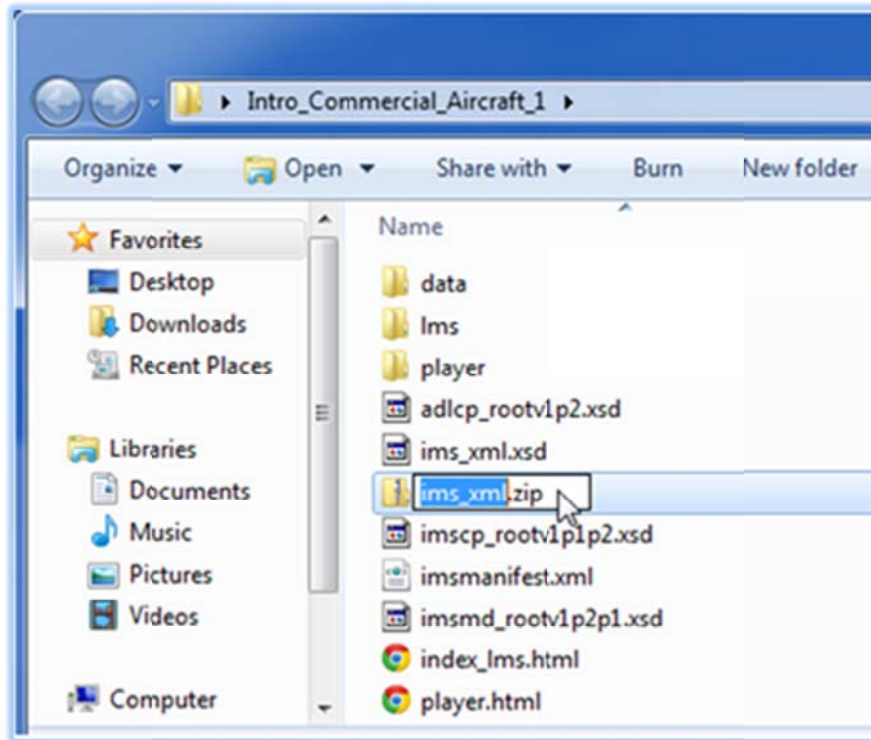 Intro_Commercial_Aircraft_1
Organize Open Share with Burn New folder
Favorites
Desktop
Downloads
Recent Places
Libraries
Documents
Music
Pictures
Videos
Computer
Name
data
lms
player
adlcp_rootv1p2.xsd
ims_xml.xsd
ims_xml.zip
imscp_rootv1p1p2.xsd
imsmanifest.xml
imsmd_rootv1p2p1.xsd
index_lms.html
player.html